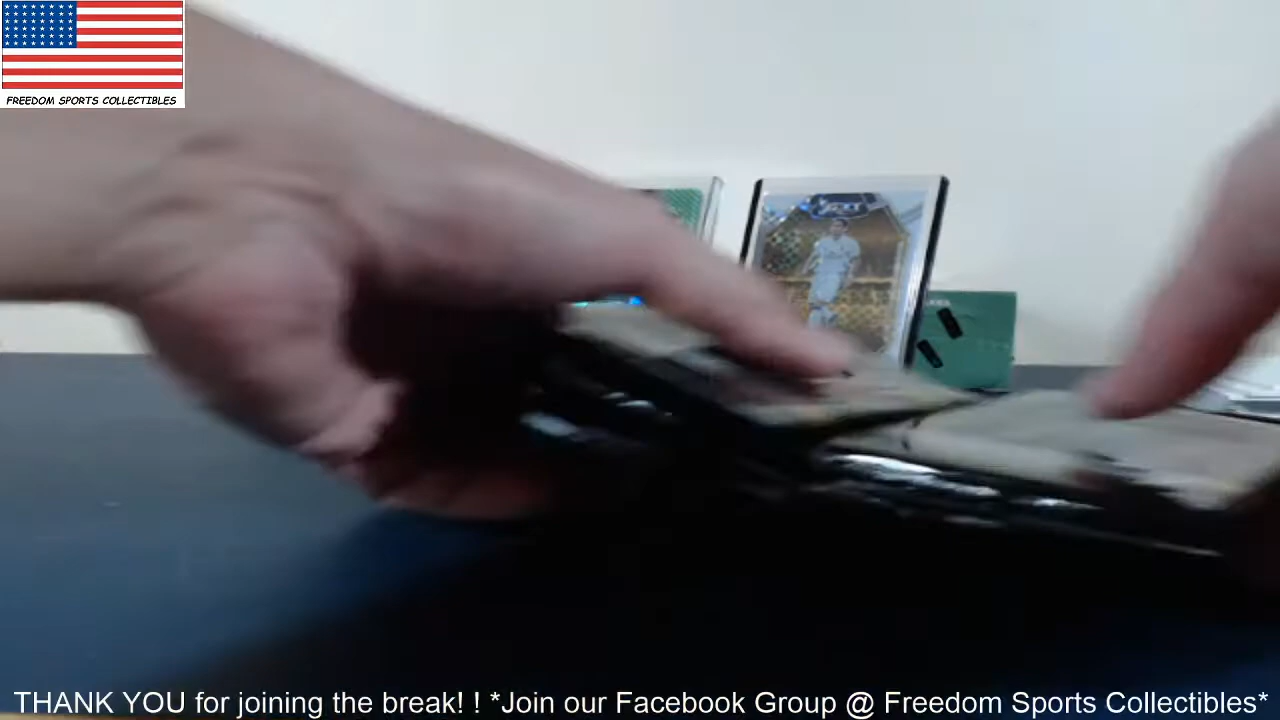 FREEDOM SPORTS COLLECTIBLES
THANK YOU for joining the break! ! *Join our Facebook Group @ Freedom Sports Collectibles*